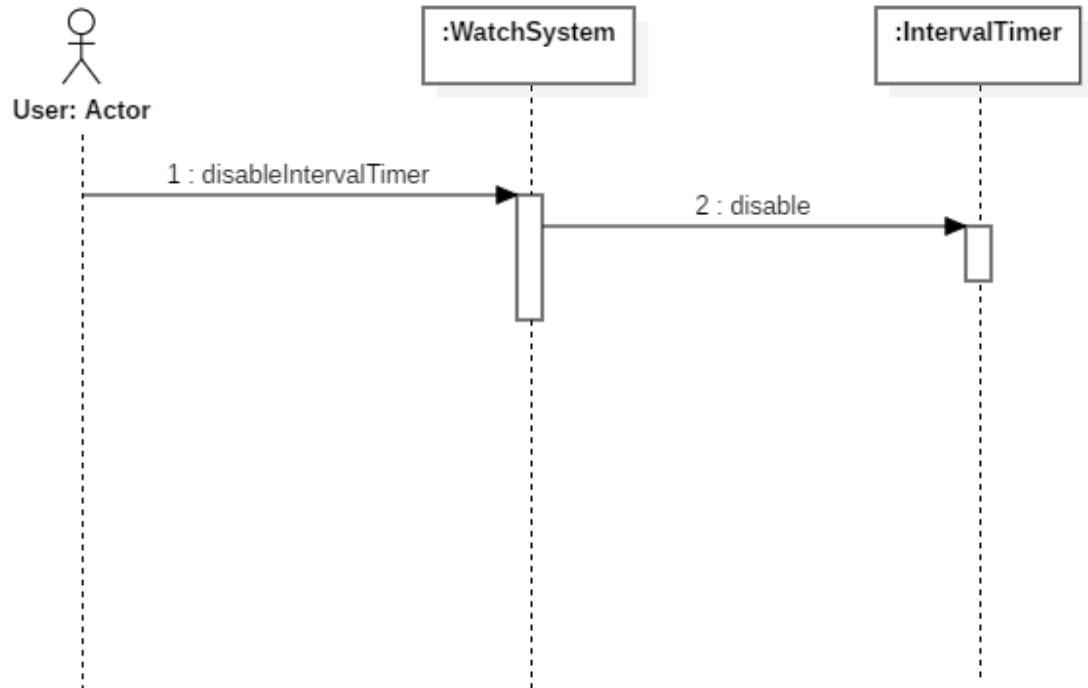 :WatchSystem
:IntervalTimer
User: Actor
1 : disableIntervalTimer
2 : disable